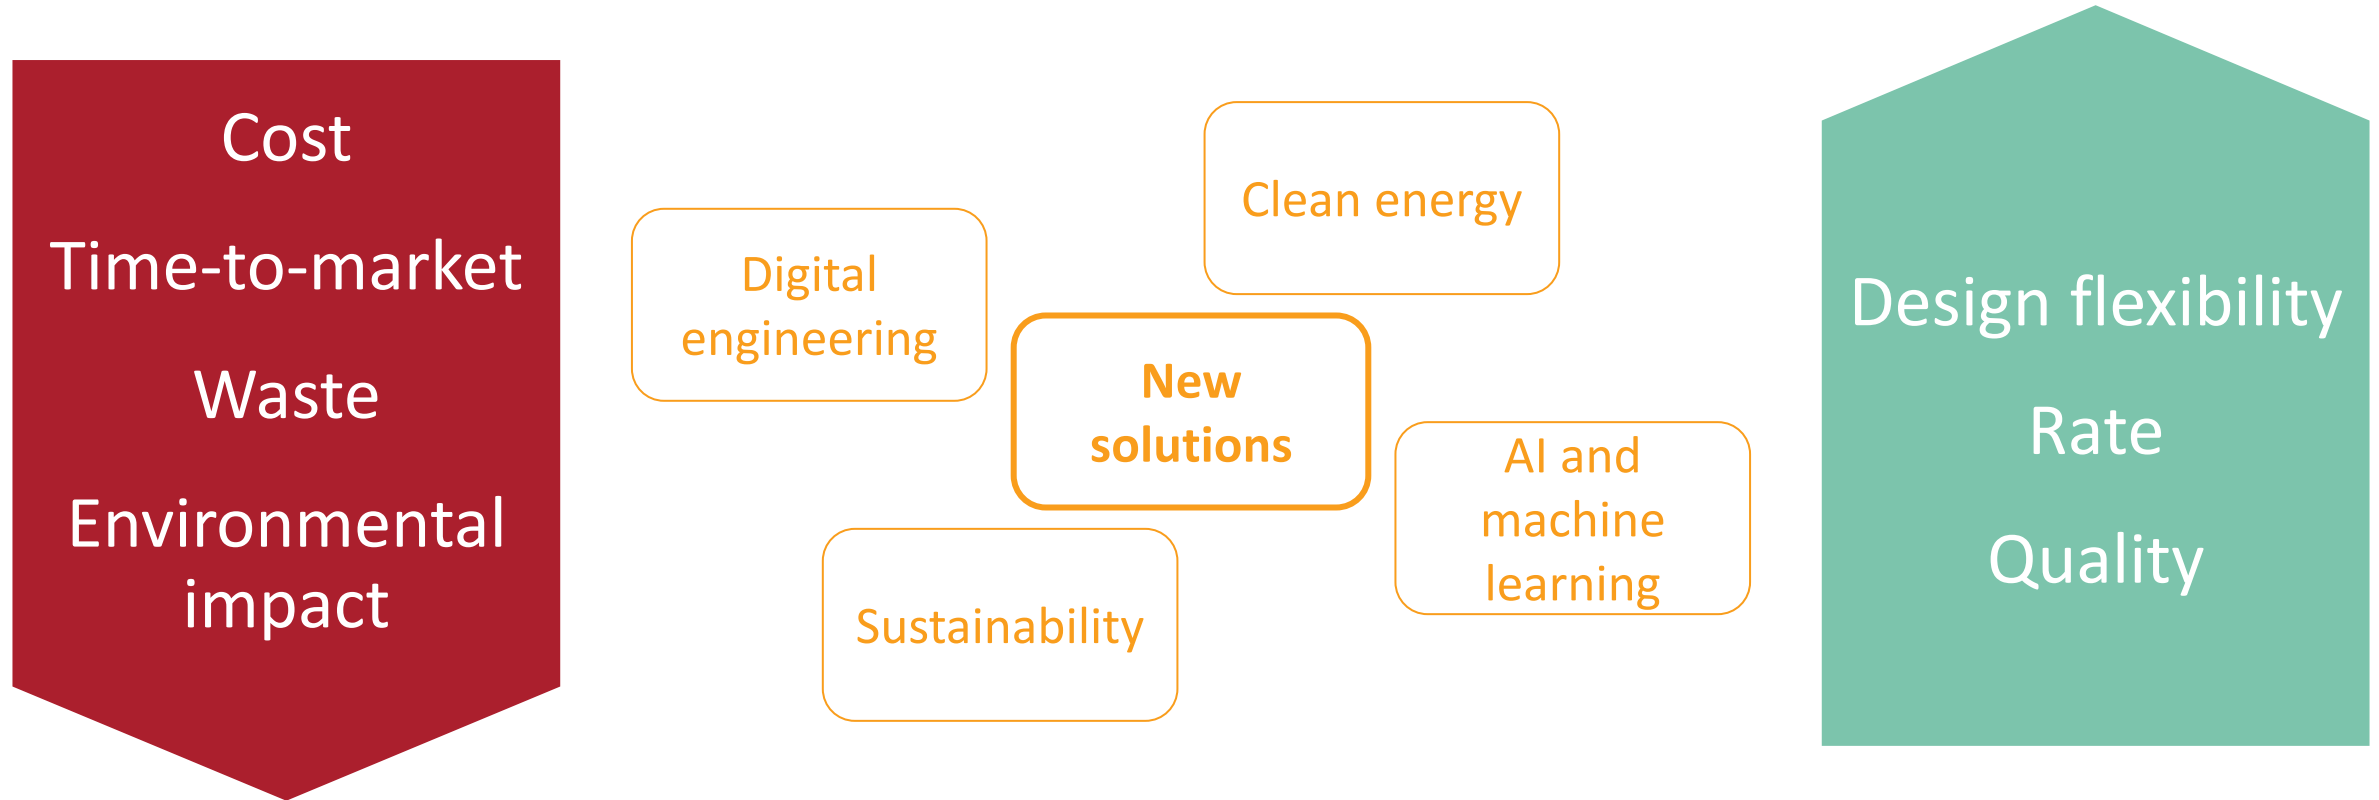 Cost
Time-to-market
Waste
Environmental
impact
Digital
engineering
Clean energy
New
solutions
Sustainability
AI and
machine
learning
Design flexibility
Rate
Quality